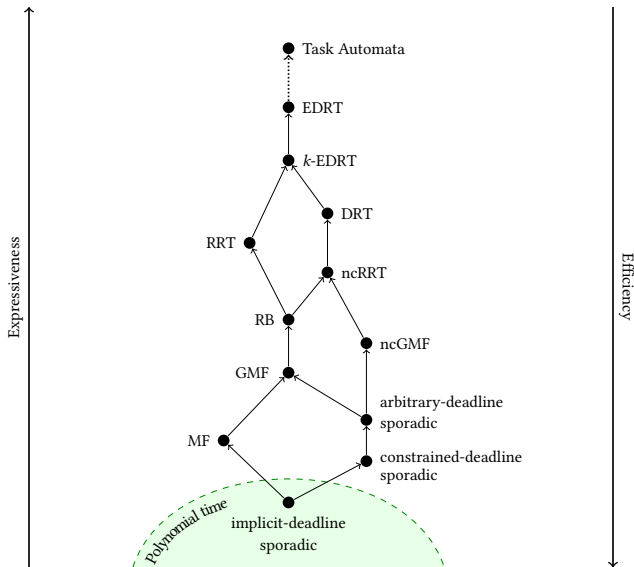 Task Automata
EDRT
k-EDRT
DRT
RRT
ncRRT
Expressiveness
Efficiency
RB
ncGMF
GMF
arbitrary-deadline
sporadic
MF
constrained-deadline
sporadic
Polynomial time
implicit-deadline
sporadic